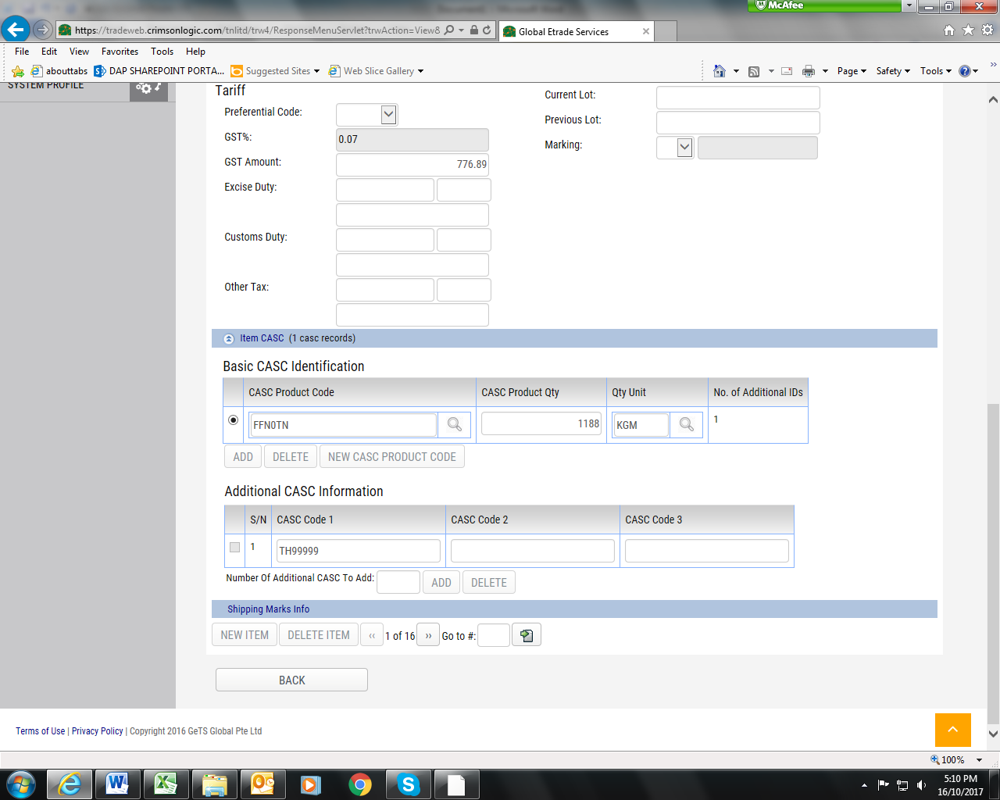 McAfee
https://tradeweb.crimsonlogic.com/tnltd/trw4/ResponseMenuServlet?trwAction=View8
Global Etrade Services
File Edit View Favorites Tools Help
abouttabs DAP SHAREPOINT PORTA... Suggested Sites Web Slice Gallery Page Safety Tools
SYSTEM PROFILE
Tariff
Current Lot:
Preferential Code:
Previous Lot:
GST%: 0.07
Marking:
GST Amount: 776.89
Excise Duty:
Customs Duty:
Other Tax:
Item CASC (1 casc records)
Basic CASC Identification
CASC Product Code CASC Product Qty Qty Unit No. of Additional IDs
FFN0TN 1188 KGM 1
ADD DELETE NEW CASC PRODUCT CODE
Additional CASC Information
S/N CASC Code 1 CASC Code 2 CASC Code 3
1 TH99999
Number Of Additional CASC To Add: ADD DELETE
Shipping Marks Info
NEW ITEM DELETE ITEM ‹‹ 1 of 16 ›› Go to #:
BACK
Terms of Use | Privacy Policy | Copyright 2016 GeTS Global Pte Ltd
100%
5:10 PM
16/10/2017